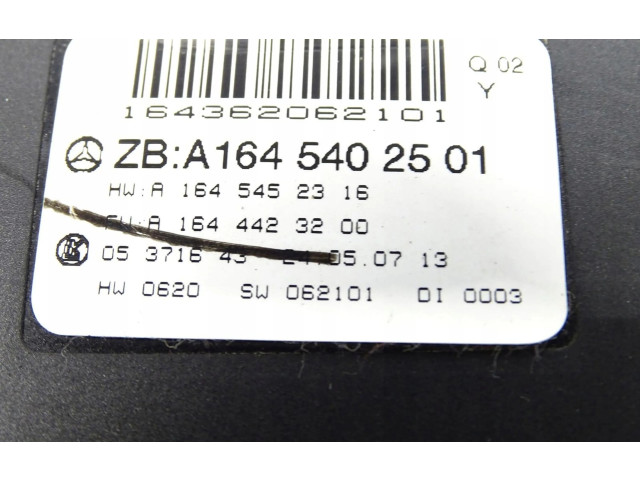 Q 02
Y
164362062101
ZB:A164 540 25 01
HW:A 164 545 23 16
SW:A 164 442 32 00
05 3716 43 24.05.07 13
HW 0620 SW 062101 DI 0003